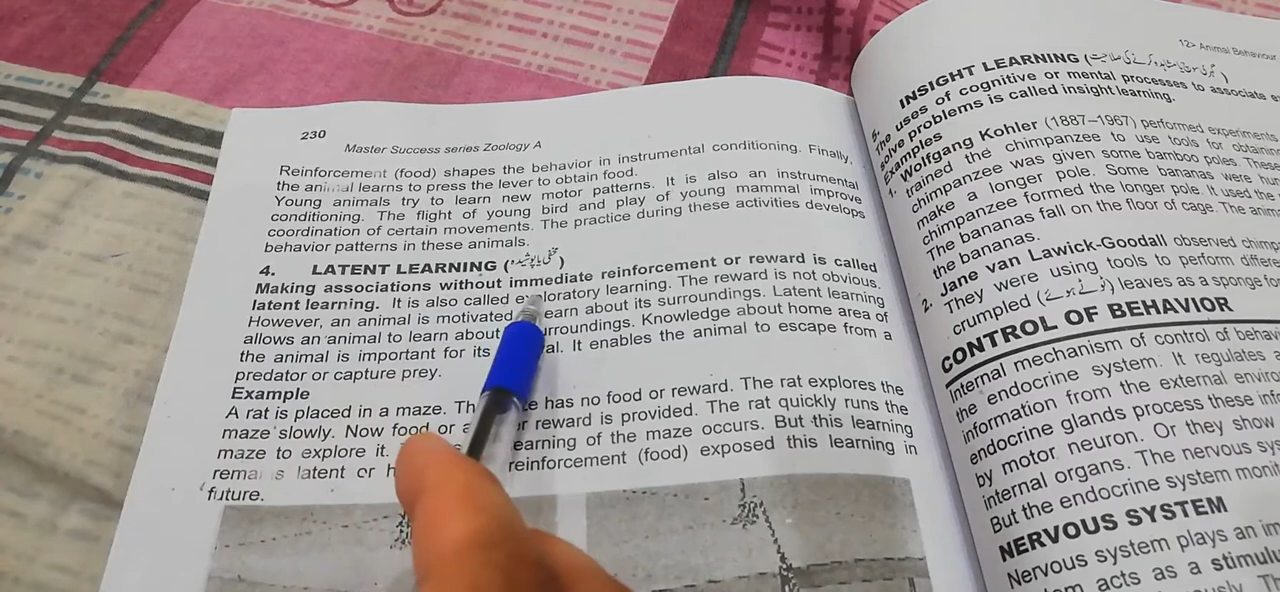 230
Master Success series Zoology A
Reinforcement (food) shapes the behavior in instrumental conditioning. Finally,
the animal learns to press the lever to obtain food.
Young animals try to learn new motor patterns. It is also an instrumental
conditioning. The flight of young bird and play of young mammal improve
coordination of certain movements. The practice during these activities develops
behavior patterns in these animals.
4. LATENT LEARNING (مخفی یا پوشیدہ)
Making associations without immediate reinforcement or reward is called
latent learning. It is also called exploratory learning. The reward is not obvious.
However, an animal is motivated learn about its surroundings. Latent learning
allows an animal to learn about surroundings. Knowledge about home area of
the animal is important for its It enables the animal to escape from a
predator or capture prey.
Example
A rat is placed in a maze. has no food or reward. The rat explores the
maze slowly. Now food or reward is provided. The rat quickly runs the
maze to explore it. learning of the maze occurs. But this learning
remains latent or reinforcement (food) exposed this learning in
future.
12> Animal Behaviour
5. INSIGHT LEARNING (
The uses of cognitive or mental processes to associate
solve problems is called insight learning.
Examples
1. Wolfgang Kohler (1887–1967) performed experiments
trained the chimpanzee to use tools for obtaining
chimpanzee was given some bamboo poles. These
make a longer pole. Some bananas were
chimpanzee formed the longer pole. It used the
The bananas fall on the floor of cage. The
the bananas.
2. Jane van Lawick-Goodall observed
They were using tools to perform
crumpled (ٹوٹے ہوئے) leaves as a sponge
CONTROL OF BEHAVIOR
Internal mechanism of control of
the endocrine system. It regulates
information from the external
endocrine glands process these
by motor neuron. Or they show
internal organs. The nervous
But the endocrine system
NERVOUS SYSTEM
Nervous system plays an
acts as a